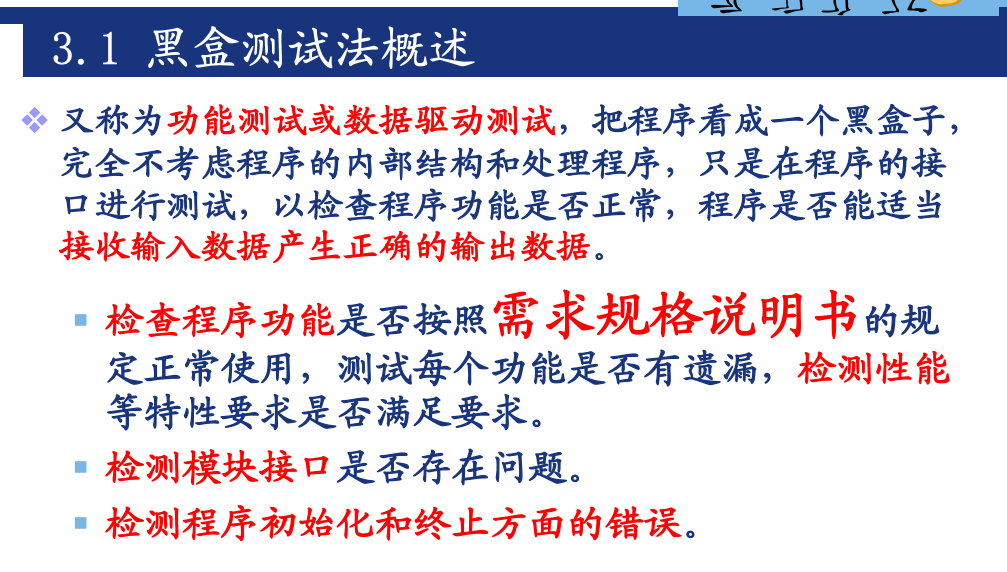 3.1 黑盒测试法概述
又称为功能测试或数据驱动测试，把程序看成一个黑盒子，
完全不考虑程序的内部结构和处理程序，只是在程序的接
口进行测试，以检查程序功能是否正常，程序是否能适当
接收输入数据产生正确的输出数据。
检查程序功能是否按照需求规格说明书的规
定正常使用，测试每个功能是否有遗漏，检测性能
等特性要求是否满足要求。
检测模块接口是否存在问题。
检测程序初始化和终止方面的错误。